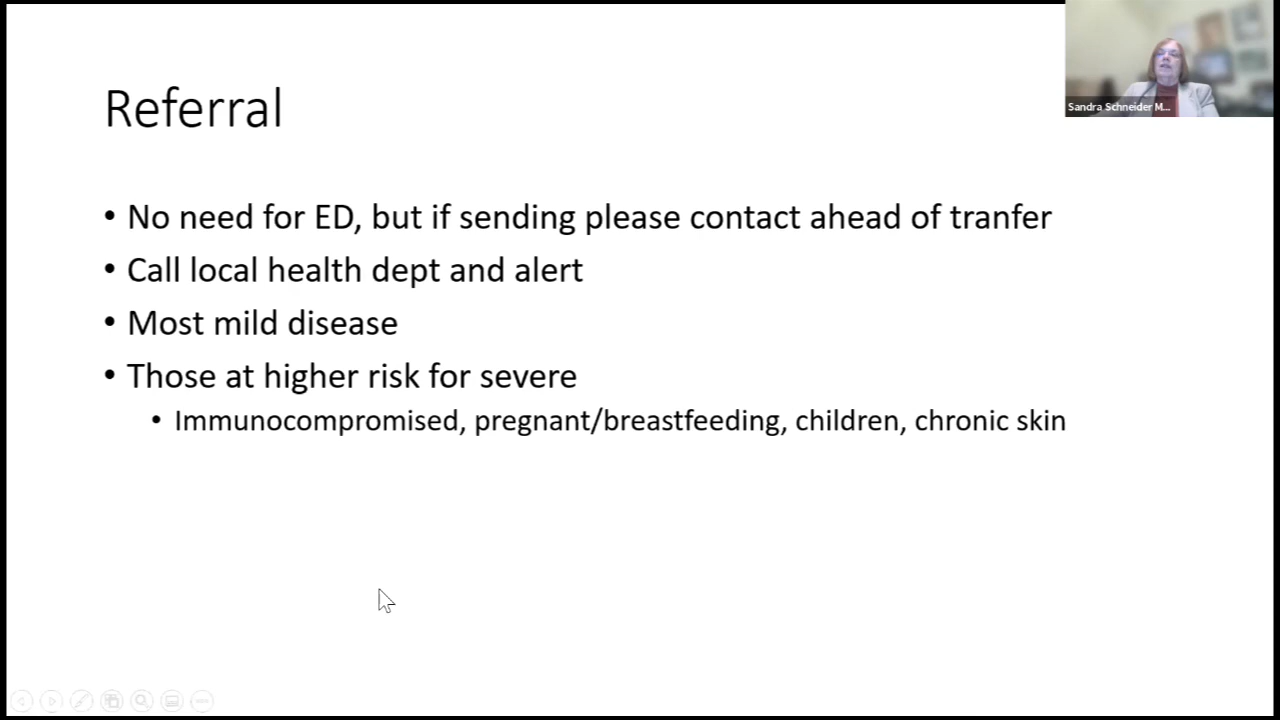 Referral
Sandra Schneider M...
• No need for ED, but if sending please contact ahead of tranfer
• Call local health dept and alert
• Most mild disease
• Those at higher risk for severe
• Immunocompromised, pregnant/breastfeeding, children, chronic skin